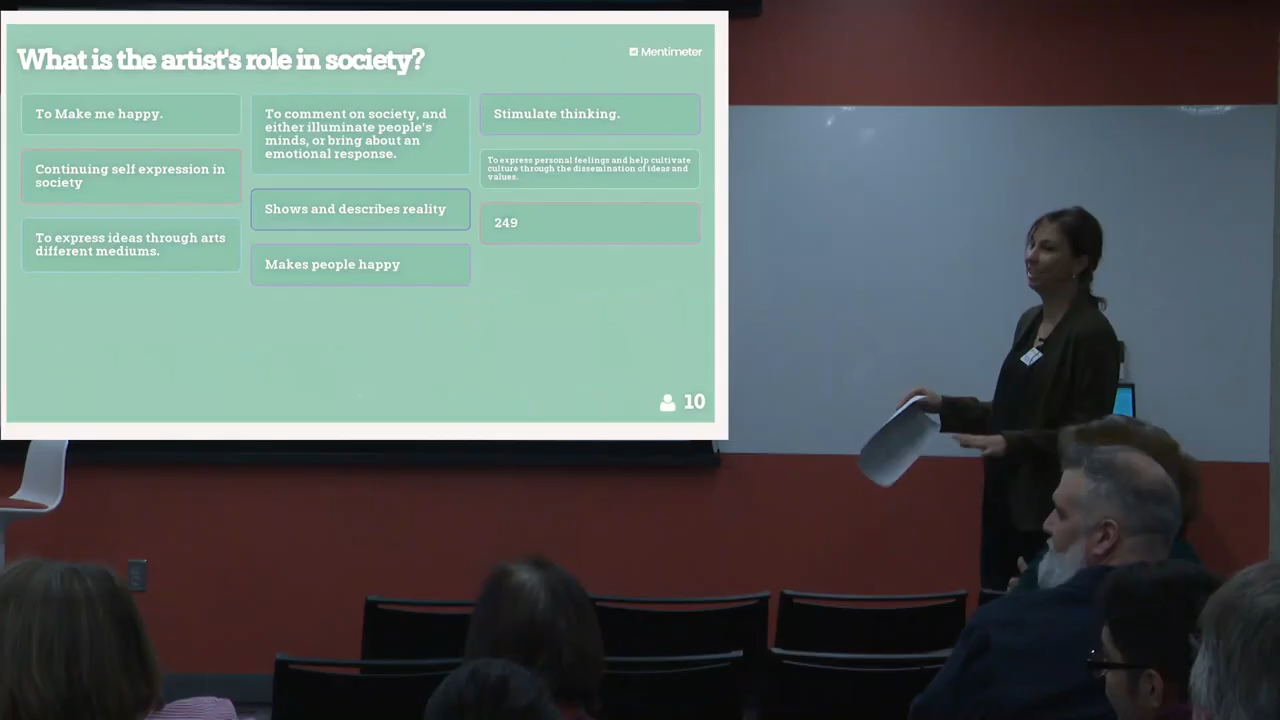 What is the artist's role in society?
Mentimeter
To Make me happy.
Continuing self expression in
society
To express ideas through arts
different mediums.
To comment on society, and
either illuminate people's
minds, or bring about an
emotional response.
Shows and describes reality
Makes people happy
Stimulate thinking.
To express personal feelings and help cultivate
culture through the dissemination of ideas and
values.
249
10